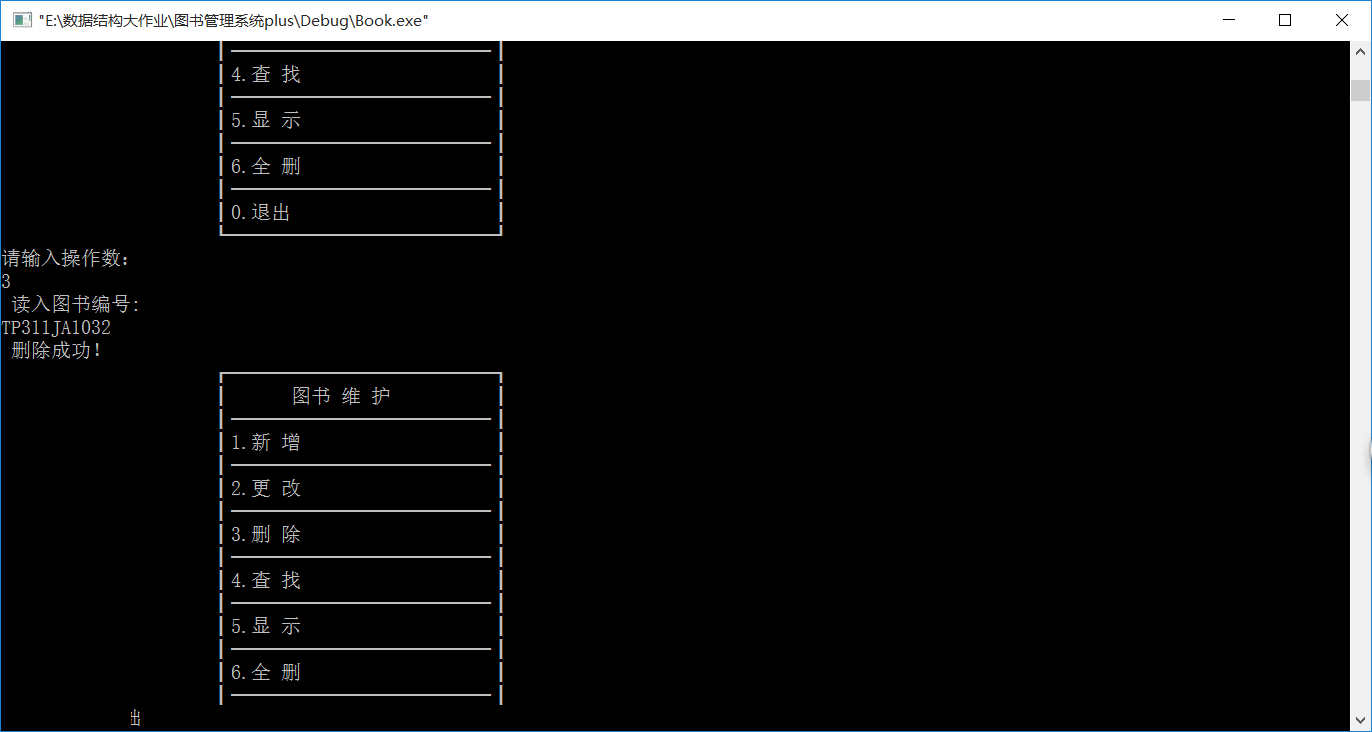 "E:\数据结构大作业\图书管理系统plus\Debug\Book.exe"
4.查 找
5.显 示
6.全 删
0.退出
请输入操作数：
3
读入图书编号:
TP311JA1032
删除成功！
图书 维 护
1.新 增
2.更 改
3.删 除
4.查 找
5.显 示
6.全 删